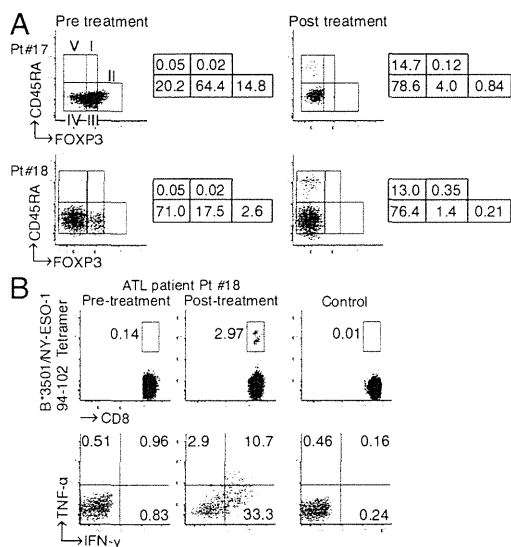 A
Pre treatment
Post treatment
Pt#17
V I
II
IV III
CD45RA
FOXP3
0.05 0.02
20.2 64.4 14.8
14.7 0.12
78.6 4.0 0.84
Pt#18
CD45RA
FOXP3
0.05 0.02
71.0 17.5 2.6
13.0 0.35
76.4 1.4 0.21
B
ATL patient Pt #18
Pre-treatment Post-treatment Control
B*3501/NY-ESO-1
94-102 Tetramer
0.14
2.97
0.01
CD8
0.51 0.96
0.83
2.9 10.7
33.3
0.46 0.16
0.24
TNF-α
IFN-γ